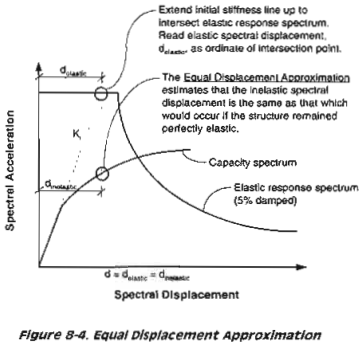 Extend initial stiffness line up to
intersect elastic response spectrum.
Read elastic spectral displacement,
delastic, as ordinate of intersection point.
delastic
The Equal Displacement Approximation
estimates that the inelastic spectral
displacement is the same as that which
would occur if the structure remained
perfectly elastic.
Ki
Capacity spectrum
dinelastic
Elastic response spectrum
(5% damped)
Spectral Acceleration
d = delastic = dinelastic
Spectral Displacement
Figure 8-4. Equal Displacement Approximation